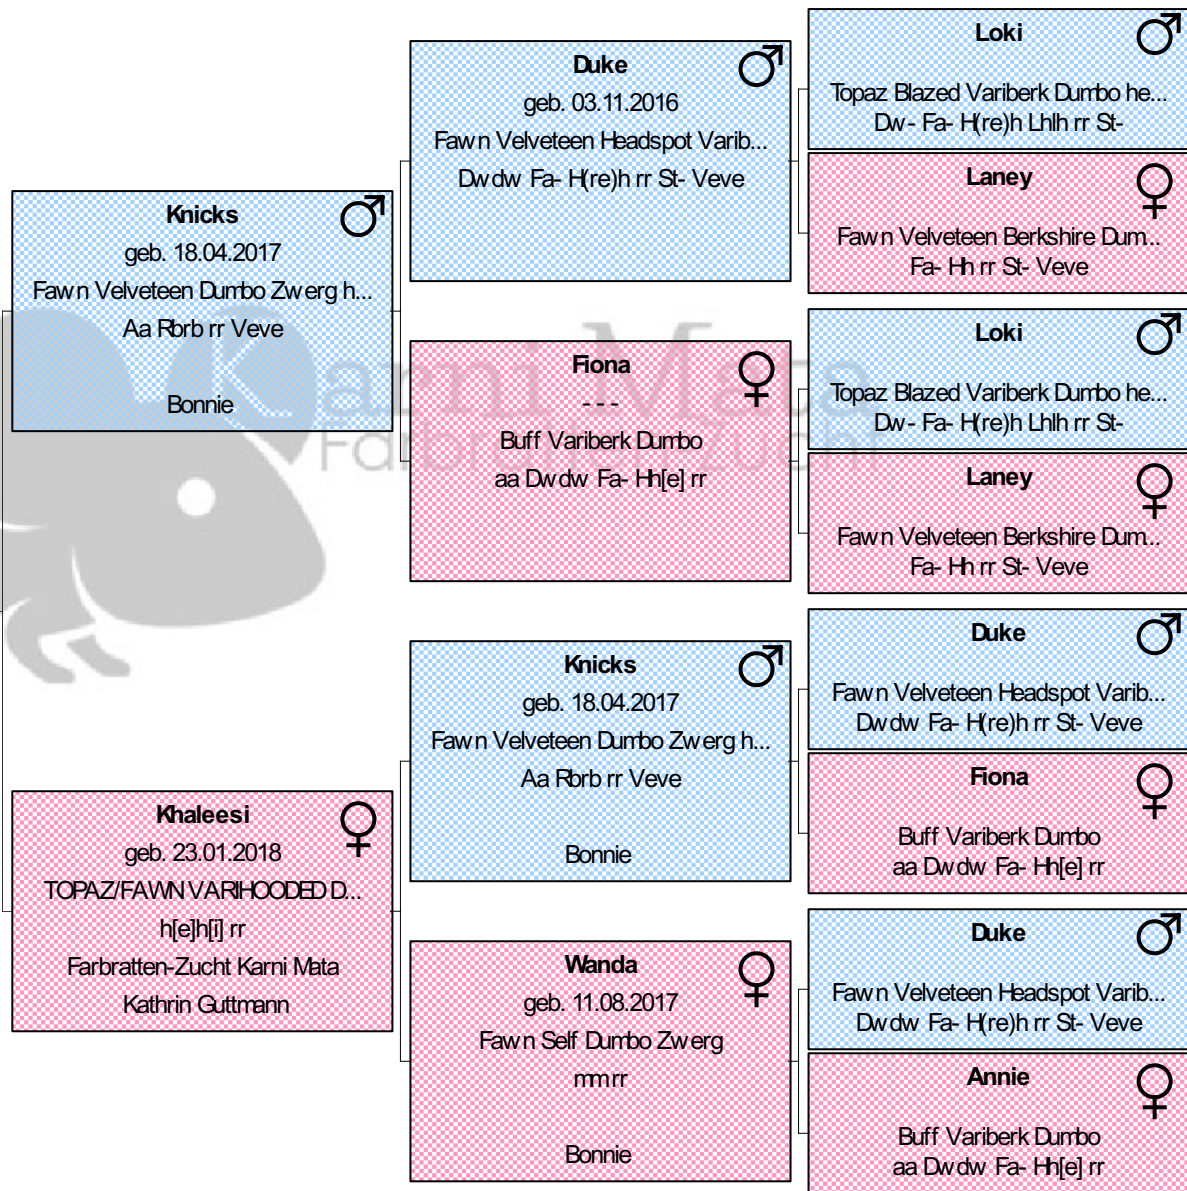 Knicks
geb. 18.04.2017
Fawn Velveteen Dumbo Zwerg h...
Aa Rbrb rr Veve
Bonnie
Khaleesi
geb. 23.01.2018
TOPAZ/FAWN VARIHOODED D...
h[e]h[i] rr
Farbratten-Zucht Karni Mata
Kathrin Guttmann
Duke
geb. 03.11.2016
Fawn Velveteen Headspot Varib...
Dwdw Fa- H(re)h rr St- Veve
Fiona
---
Buff Variberk Dumbo
aa Dwdw Fa- Hh[e] rr
Knicks
geb. 18.04.2017
Fawn Velveteen Dumbo Zwerg h...
Aa Rbrb rr Veve
Bonnie
Wanda
geb. 11.08.2017
Fawn Self Dumbo Zwerg
mm rr
Bonnie
Loki
Topaz Blazed Variberk Dumbo he...
Dw- Fa- H(re)h Lhlh rr St-
Laney
Fawn Velveteen Berkshire Dum...
Fa- Hh rr St- Veve
Loki
Topaz Blazed Variberk Dumbo he...
Dw- Fa- H(re)h Lhlh rr St-
Laney
Fawn Velveteen Berkshire Dum...
Fa- Hh rr St- Veve
Duke
Fawn Velveteen Headspot Varib...
Dwdw Fa- H(re)h rr St- Veve
Fiona
Buff Variberk Dumbo
aa Dwdw Fa- Hh[e] rr
Duke
Fawn Velveteen Headspot Varib...
Dwdw Fa- H(re)h rr St- Veve
Annie
Buff Variberk Dumbo
aa Dwdw Fa- Hh[e] rr
Karni Mata